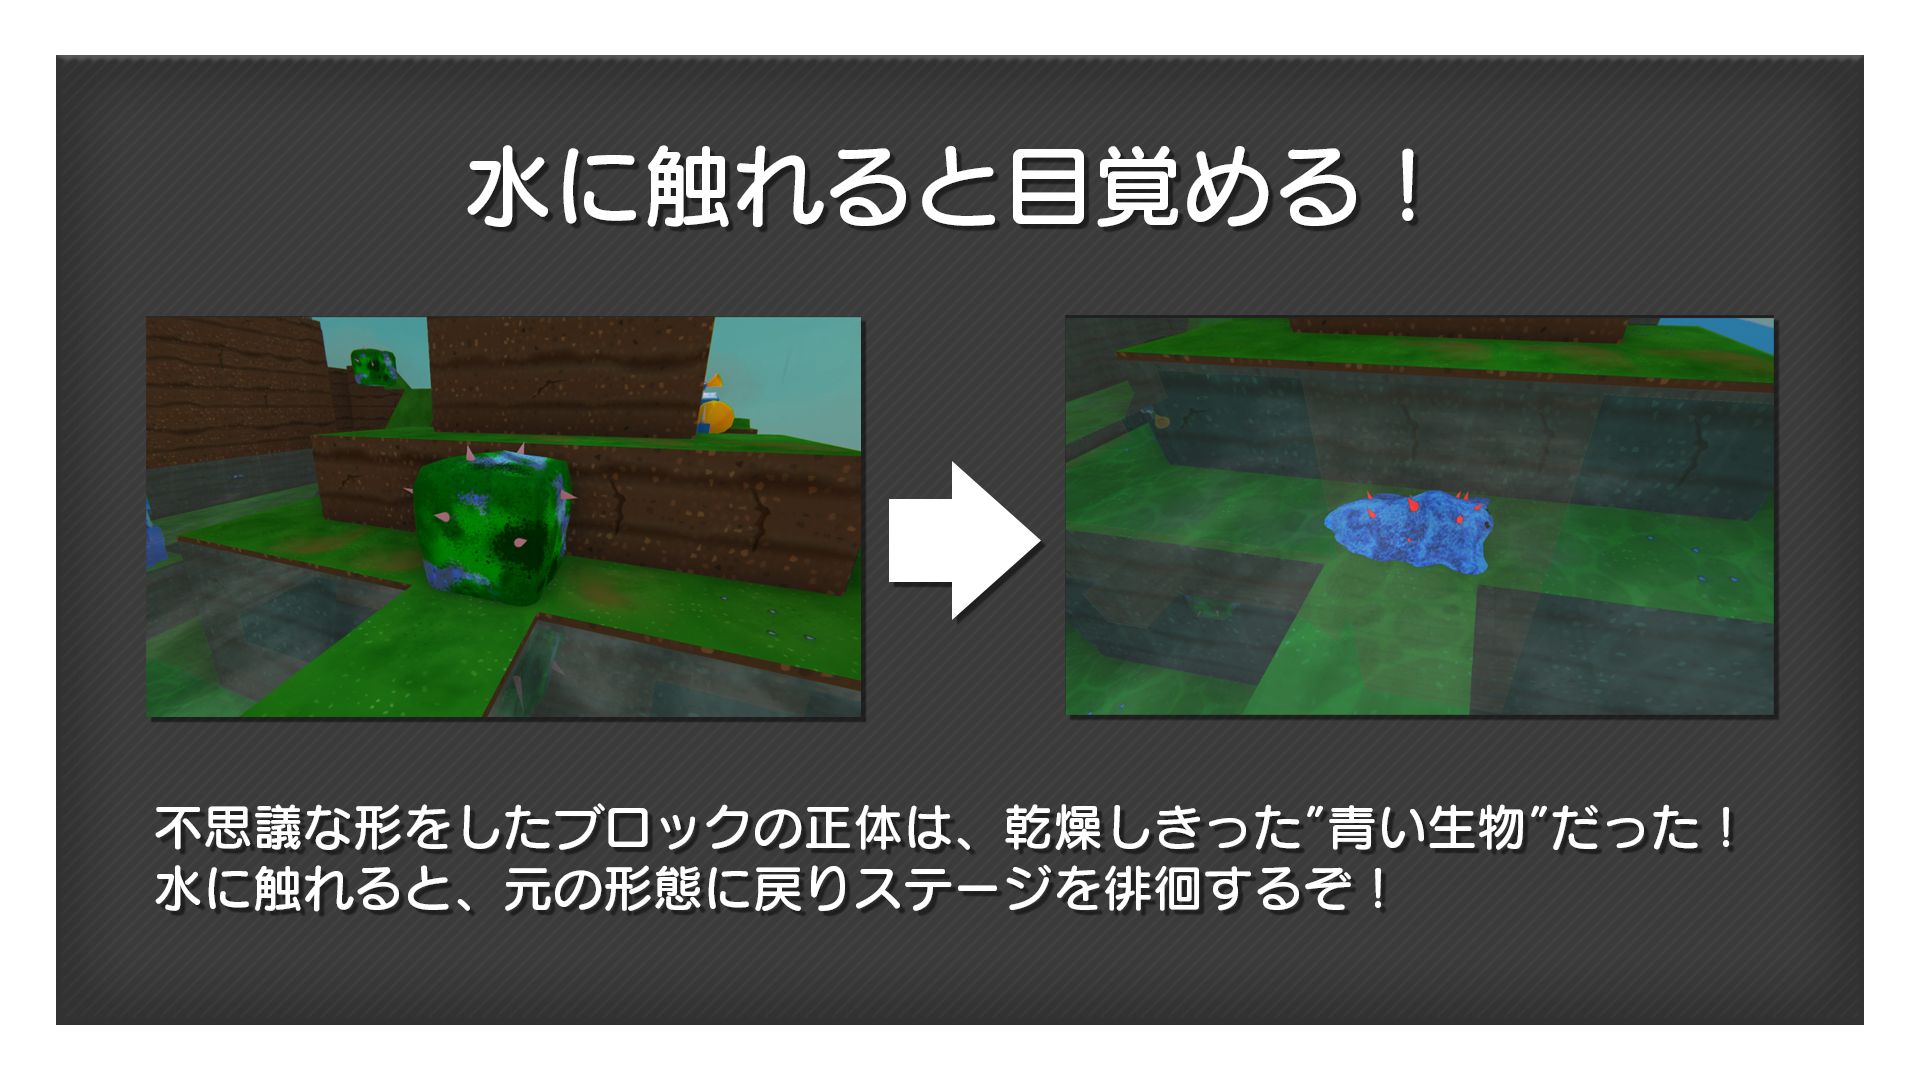 水に触れると目覚める！
不思議な形をしたブロックの正体は、乾燥しきった"青い生物"だった！
水に触れると、元の形態に戻りステージを徘徊するぞ！